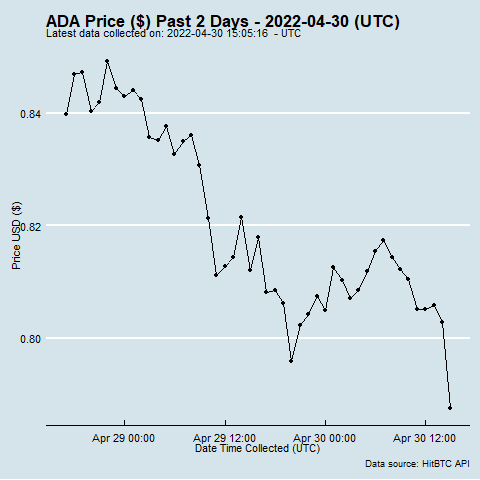 ADA Price ($) Past 2 Days - 2022-04-30 (UTC)
Latest data collected on: 2022-04-30 15:05:16  - UTC
0.84
0.82
0.80
Price USD ($)
Apr 29 00:00
Apr 29 12:00
Apr 30 00:00
Apr 30 12:00
Date Time Collected (UTC)
Data source: HitBTC API